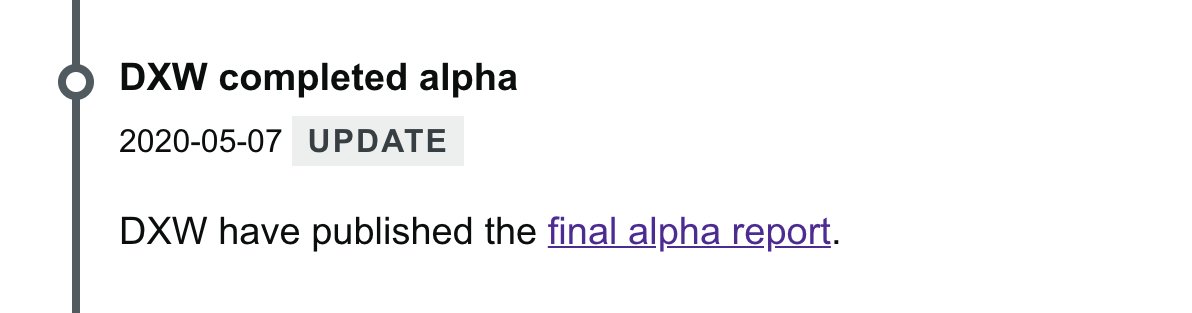 DXW completed alpha
2020-05-07 UPDATE
DXW have published the final alpha report.